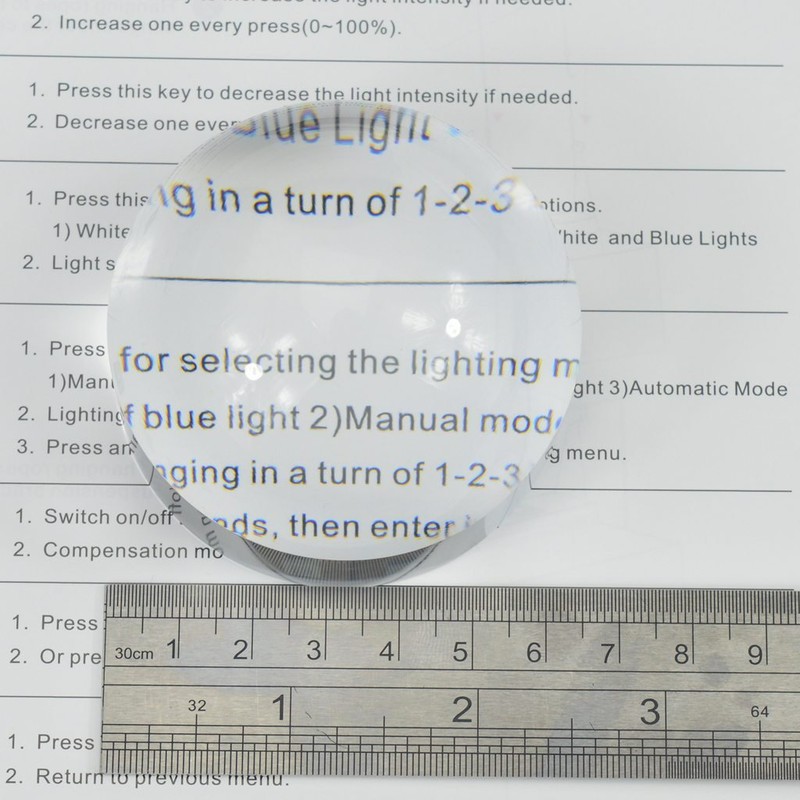 2. Increase one every press(0~100%).
1. Press this key to decrease the light intensity if needed.
2. Decrease one ever
Blue Light
1. Press this
ng in a turn of 1-2-3
otions.
1) White
hite and Blue Lights
2. Light s
1. Press
for selecting the lighting m
1)Man
ght 3)Automatic Mode
2. Lighting
f blue light 2)Manual mod
3. Press an
g menu.
nging in a turn of 1-2-3
1. Switch on/off
nds, then enter
2. Compensation mo
1. Press
30cm 1 2 3 4 5 6 7 8 9
2. Or pre
32 1 2 3 64
1. Press
2. Return to previous menu.